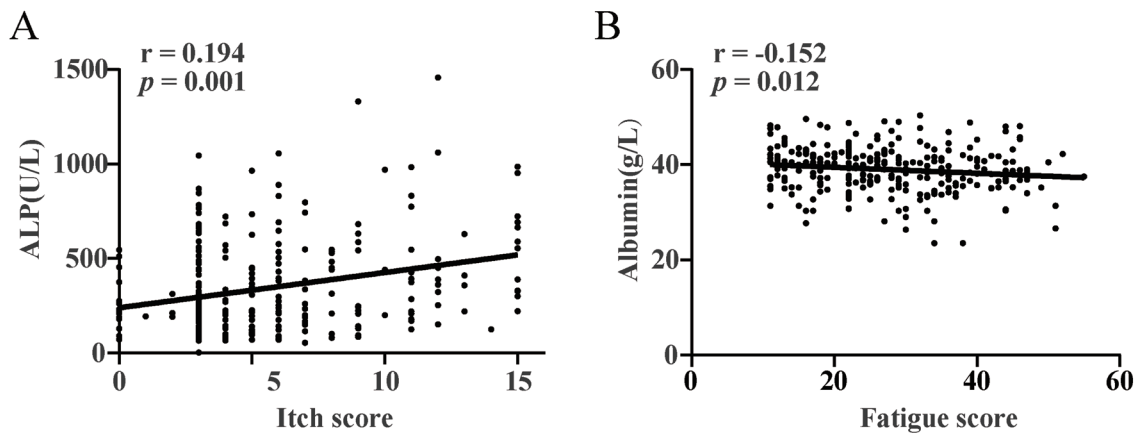 A
r = 0.194
p = 0.001
1500
1000
500
0
ALP(U/L)
0
5
10
15
Itch score
B
r = -0.152
p = 0.012
60
40
20
0
Albumin(g/L)
0
20
40
60
Fatigue score